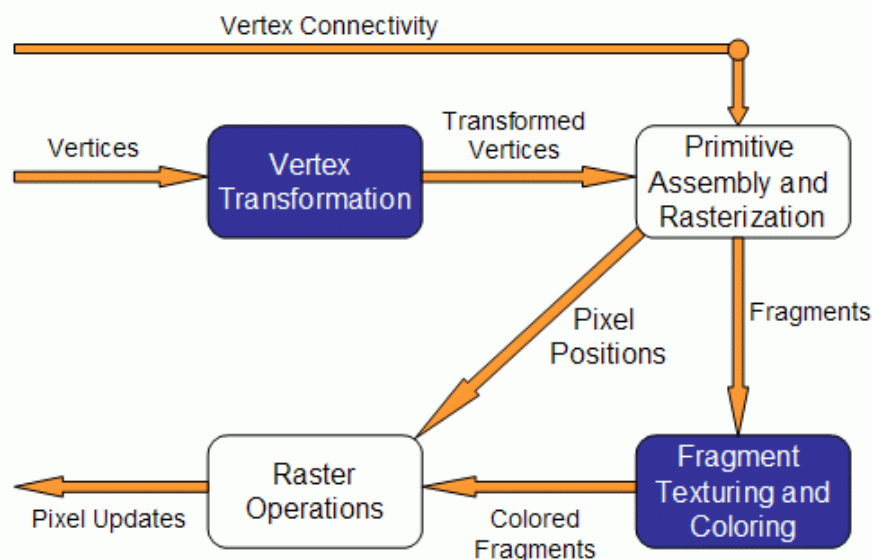 Vertex Connectivity
Vertices
Vertex
Transformation
Transformed
Vertices
Primitive
Assembly and
Rasterization
Pixel
Positions
Fragments
Raster
Operations
Fragment
Texturing and
Coloring
Pixel Updates
Colored
Fragments